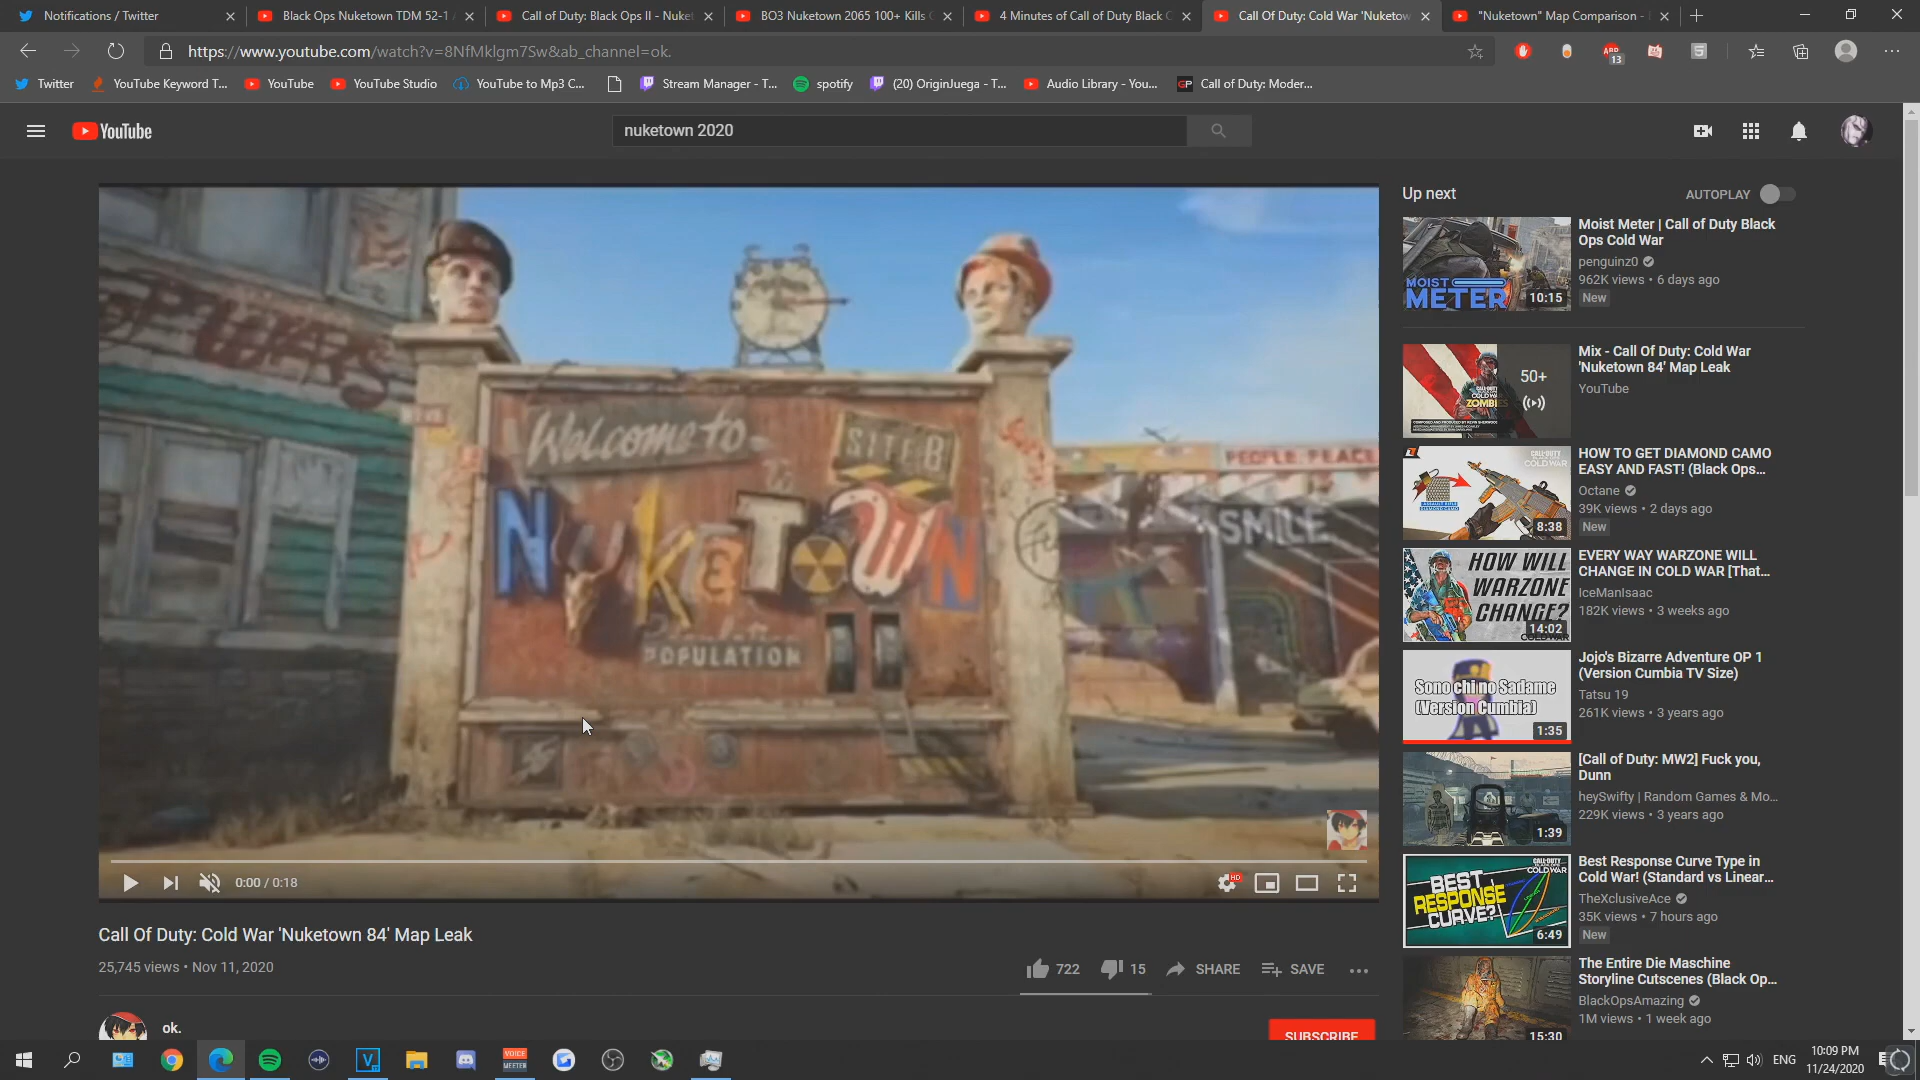 Notifications / Twitter
Black Ops Nuketown TDM 52-1
Call of Duty: Black Ops II - Nuke
BO3 Nuketown 2065 100+ Kills
4 Minutes of Call of Duty Black
Call Of Duty: Cold War 'Nuketow
"Nuketown" Map Comparison -
https://www.youtube.com/watch?v=8NfMklgm7Sw&ab_channel=ok.
13
Twitter
YouTube Keyword T...
YouTube
YouTube Studio
YouTube to Mp3 C...
Stream Manager - T...
spotify
(20) OriginJuega - T...
Audio Library - You...
Call of Duty: Moder...
YouTube
nuketown 2020
Welcome to
SITE B
NUKETOWN
POPULATION
PEOPLE. PEACE
SMILE
0:00 / 0:18
HD
Call Of Duty: Cold War 'Nuketown 84' Map Leak
25,745 views • Nov 11, 2020
722
15
SHARE
SAVE
ok.
SUBSCRIBE
Up next
AUTOPLAY
MOIST METER
10:15
Moist Meter | Call of Duty Black
Ops Cold War
penguinz0
962K views • 6 days ago
New
50+
ZOMBIES
Mix - Call Of Duty: Cold War
'Nuketown 84' Map Leak
YouTube
COLD WAR
8:38
HOW TO GET DIAMOND CAMO
EASY AND FAST! (Black Ops...
Octane
39K views • 2 days ago
New
HOW WILL
WARZONE
CHANGE?
14:02
EVERY WAY WARZONE WILL
CHANGE IN COLD WAR [That...
IceManIsaac
182K views • 3 weeks ago
Sono chi no Sadame
(Version Cumbia)
1:35
Jojo's Bizarre Adventure OP 1
(Version Cumbia TV Size)
Tatsu 19
261K views • 3 years ago
1:39
[Call of Duty: MW2] Fuck you,
Dunn
heySwifty | Random Games & Mo...
229K views • 3 years ago
BEST
RESPONSE
CURVE?
COLD WAR
6:49
Best Response Curve Type in
Cold War! (Standard vs Linear...
TheXclusiveAce
35K views • 7 hours ago
New
15:30
The Entire Die Maschine
Storyline Cutscenes (Black Op...
BlackOpsAmazing
1M views • 1 week ago
VOICE
MEETER
ENG
10:09 PM
11/24/2020